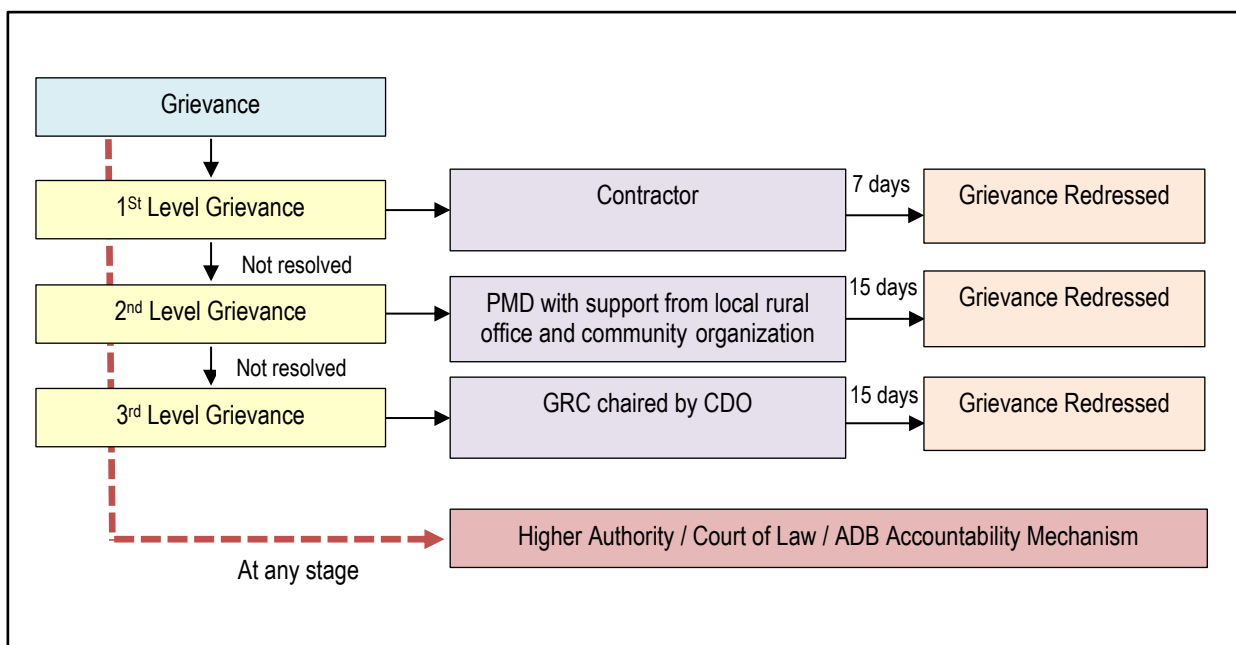 Grievance
1St Level Grievance
Contractor
7 days
Grievance Redressed
Not resolved
2nd Level Grievance
PMD with support from local rural
office and community organization
15 days
Grievance Redressed
Not resolved
3rd Level Grievance
GRC chaired by CDO
15 days
Grievance Redressed
Higher Authority / Court of Law / ADB Accountability Mechanism
At any stage